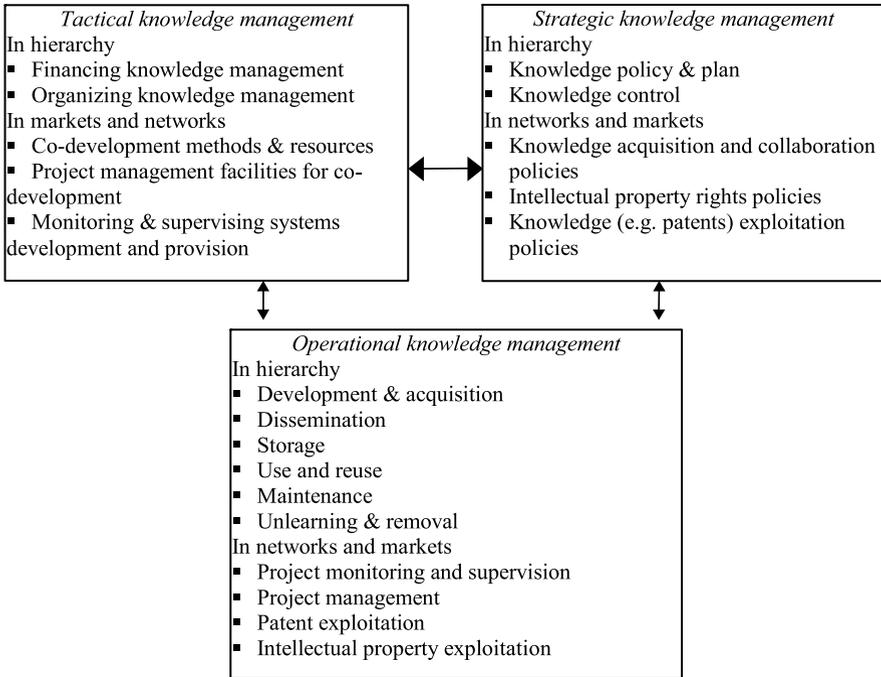 Tactical knowledge management
In hierarchy
▪ Financing knowledge management
▪ Organizing knowledge management
In markets and networks
▪ Co-development methods & resources
▪ Project management facilities for co-
development
▪ Monitoring & supervising systems
development and provision
Strategic knowledge management
In hierarchy
▪ Knowledge policy & plan
▪ Knowledge control
In networks and markets
▪ Knowledge acquisition and collaboration
policies
▪ Intellectual property rights policies
▪ Knowledge (e.g. patents) exploitation
policies
Operational knowledge management
In hierarchy
▪ Development & acquisition
▪ Dissemination
▪ Storage
▪ Use and reuse
▪ Maintenance
▪ Unlearning & removal
In networks and markets
▪ Project monitoring and supervision
▪ Project management
▪ Patent exploitation
▪ Intellectual property exploitation